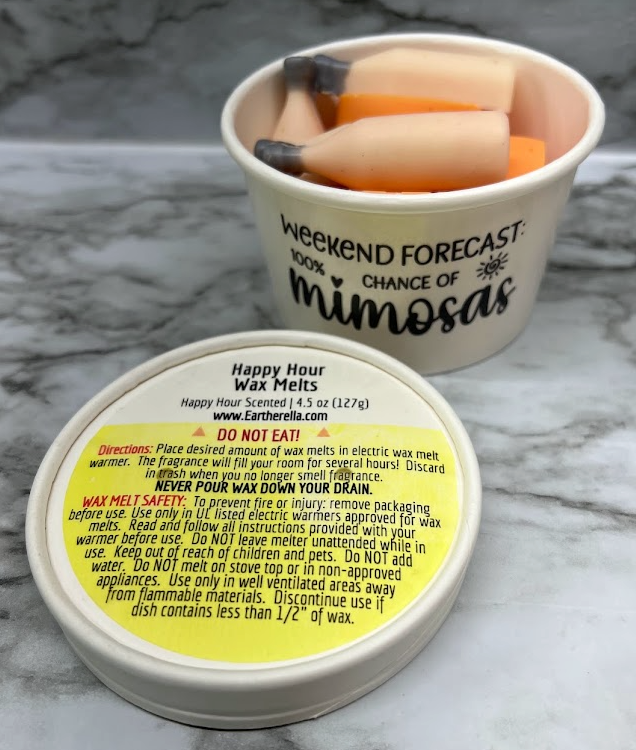 WEEKEND FORECAST:
100% CHANCE OF
mimosas
Happy Hour
Wax Melts
Happy Hour Scented | 4.5 oz (127g)
www.Eartherella.com
DO NOT EAT!
Directions: Place desired amount of wax melts in electric wax melt
warmer. The fragrance will fill your room for several hours! Discard
in trash when you no longer smell fragrance.
NEVER POUR WAX DOWN YOUR DRAIN.
WAX MELT SAFETY: To prevent fire or injury: remove packaging
before use. Use only in UL listed electric warmers approved for wax
melts. Read and follow all instructions provided with your
warmer before use. Do NOT leave melter unattended while in
use. Keep out of reach of children and pets. Do NOT add
water. Do NOT melt on stove top or in non-approved
appliances. Use only in well ventilated areas away
from flammable materials. Discontinue use if
dish contains less than 1/2" of wax.